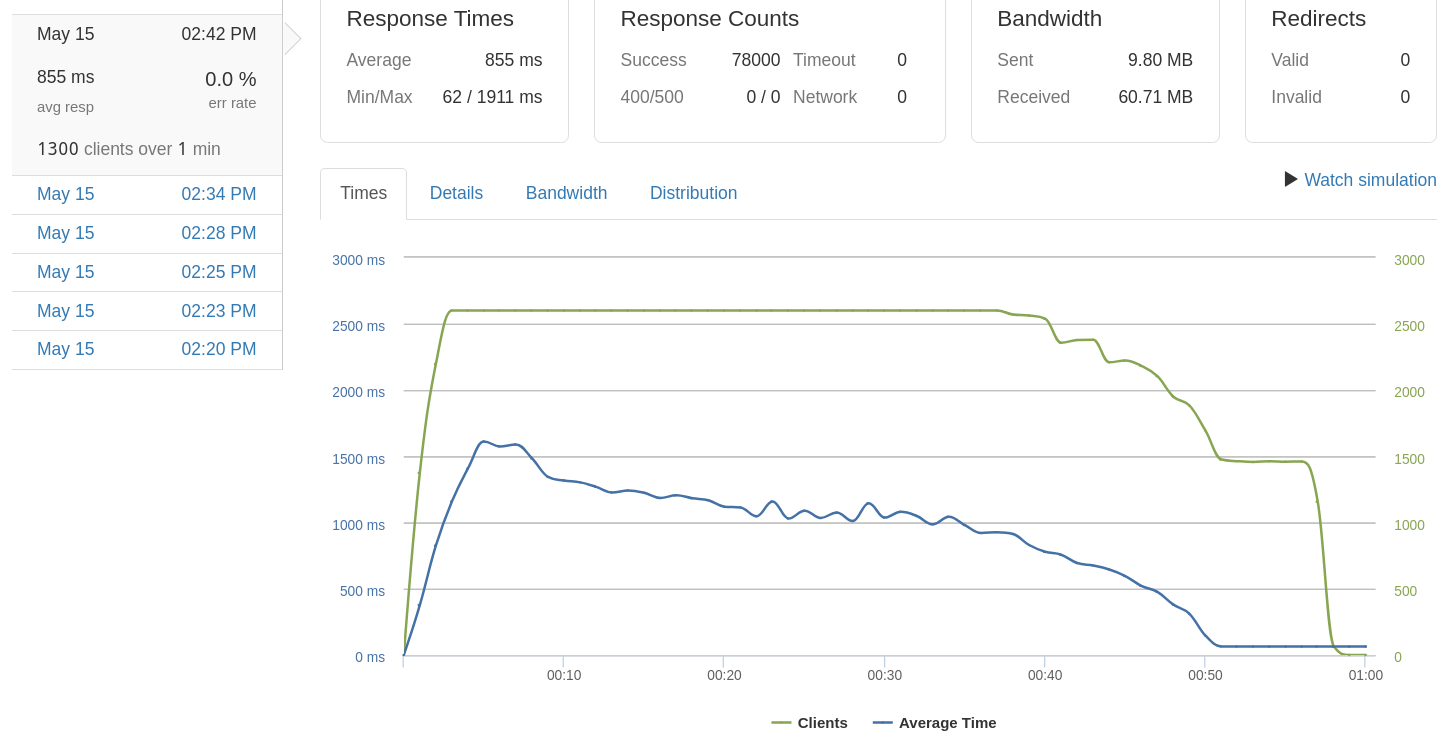 May 15 02:42 PM
855 ms 0.0 %
avg resp err rate
1300 clients over 1 min
May 15 02:34 PM
May 15 02:28 PM
May 15 02:25 PM
May 15 02:23 PM
May 15 02:20 PM
Response Times
Average 855 ms
Min/Max 62 / 1911 ms
Response Counts
Success 78000 Timeout 0
400/500 0 / 0 Network 0
Bandwidth
Sent 9.80 MB
Received 60.71 MB
Redirects
Valid 0
Invalid 0
Times Details Bandwidth Distribution Watch simulation
3000 ms 3000
2500 ms 2500
2000 ms 2000
1500 ms 1500
1000 ms 1000
500 ms 500
0 ms 0
00:10 00:20 00:30 00:40 00:50 01:00
Clients Average Time